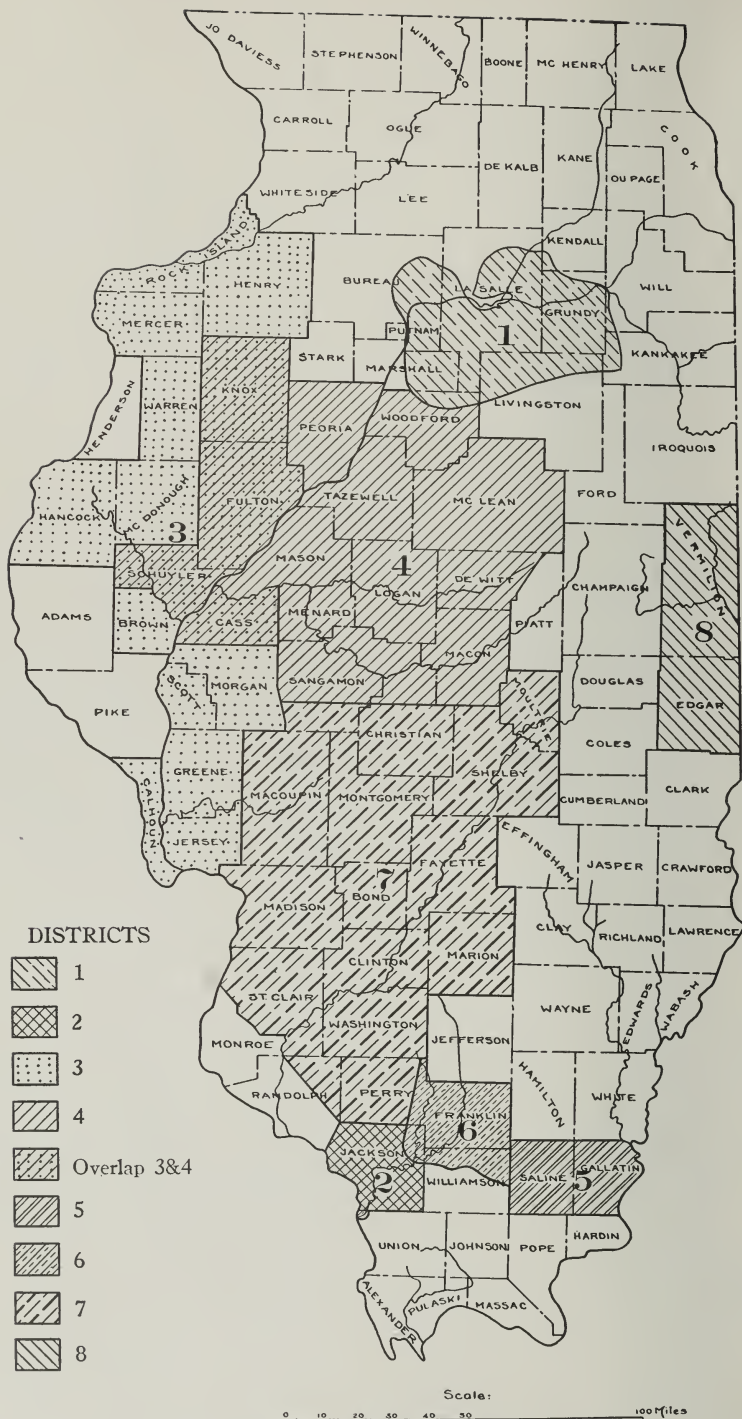 JO DAVIESS
STEPHENSON
WINNEBAGO
BOONE
MC HENRY
LAKE
CARROLL
OGLE
DE KALB
KANE
COOK
DU PAGE
WHITESIDE
LEE
KENDALL
ROCK ISLAND
HENRY
BUREAU
LA SALLE
WILL
MERCER
PUTNAM
GRUNDY
1
STARK
MARSHALL
KANKAKEE
KNOX
HENDERSON
WARREN
PEORIA
WOODFORD
LIVINGSTON
IROQUOIS
FORD
HANCOCK
MC DONOUGH
3
FULTON
TAZEWELL
MC LEAN
VERMILION
SCHUYLER
MASON
4
LOGAN
DE WITT
CHAMPAIGN
ADAMS
BROWN
CASS
MENARD
PIATT
8
MACON
SANGAMON
DOUGLAS
EDGAR
SCOTT
MORGAN
MOULTRIE
PIKE
CHRISTIAN
COLES
GREENE
SHELBY
CLARK
MACOUPIN
MONTGOMERY
CUMBERLAND
CALHOUN
JERSEY
FAYETTE
EFFINGHAM
JASPER
CRAWFORD
7
MADISON
BOND
CLAY
RICHLAND
LAWRENCE
MARION
CLINTON
ST. CLAIR
WAYNE
EDWARDS
WABASH
WASHINGTON
MONROE
JEFFERSON
RANDOLPH
PERRY
HAMILTON
WHITE
FRANKLIN
6
JACKSON
2
WILLIAMSON
SALINE
5
GALLATIN
UNION
JOHNSON
POPE
HARDIN
ALEXANDER
PULASKI
MASSAC
DISTRICTS
1
2
3
4
Overlap 3&4
5
6
7
8
Scale:
0 10 20 30 40 50 100 Miles